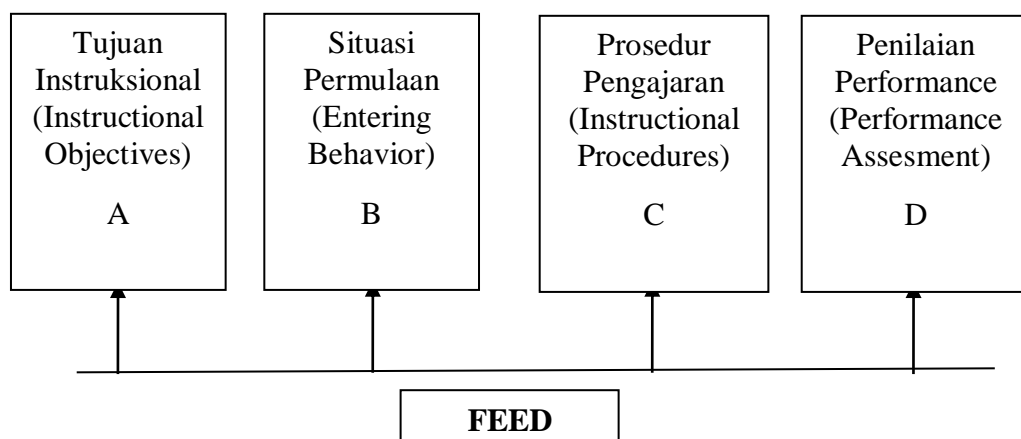 Tujuan
Instruksional
(Instructional
Objectives)
A
Situasi
Permulaan
(Entering
Behavior)
B
Prosedur
Pengajaran
(Instructional
Procedures)
C
Penilaian
Performance
(Performance
Assesment)
D
FEED